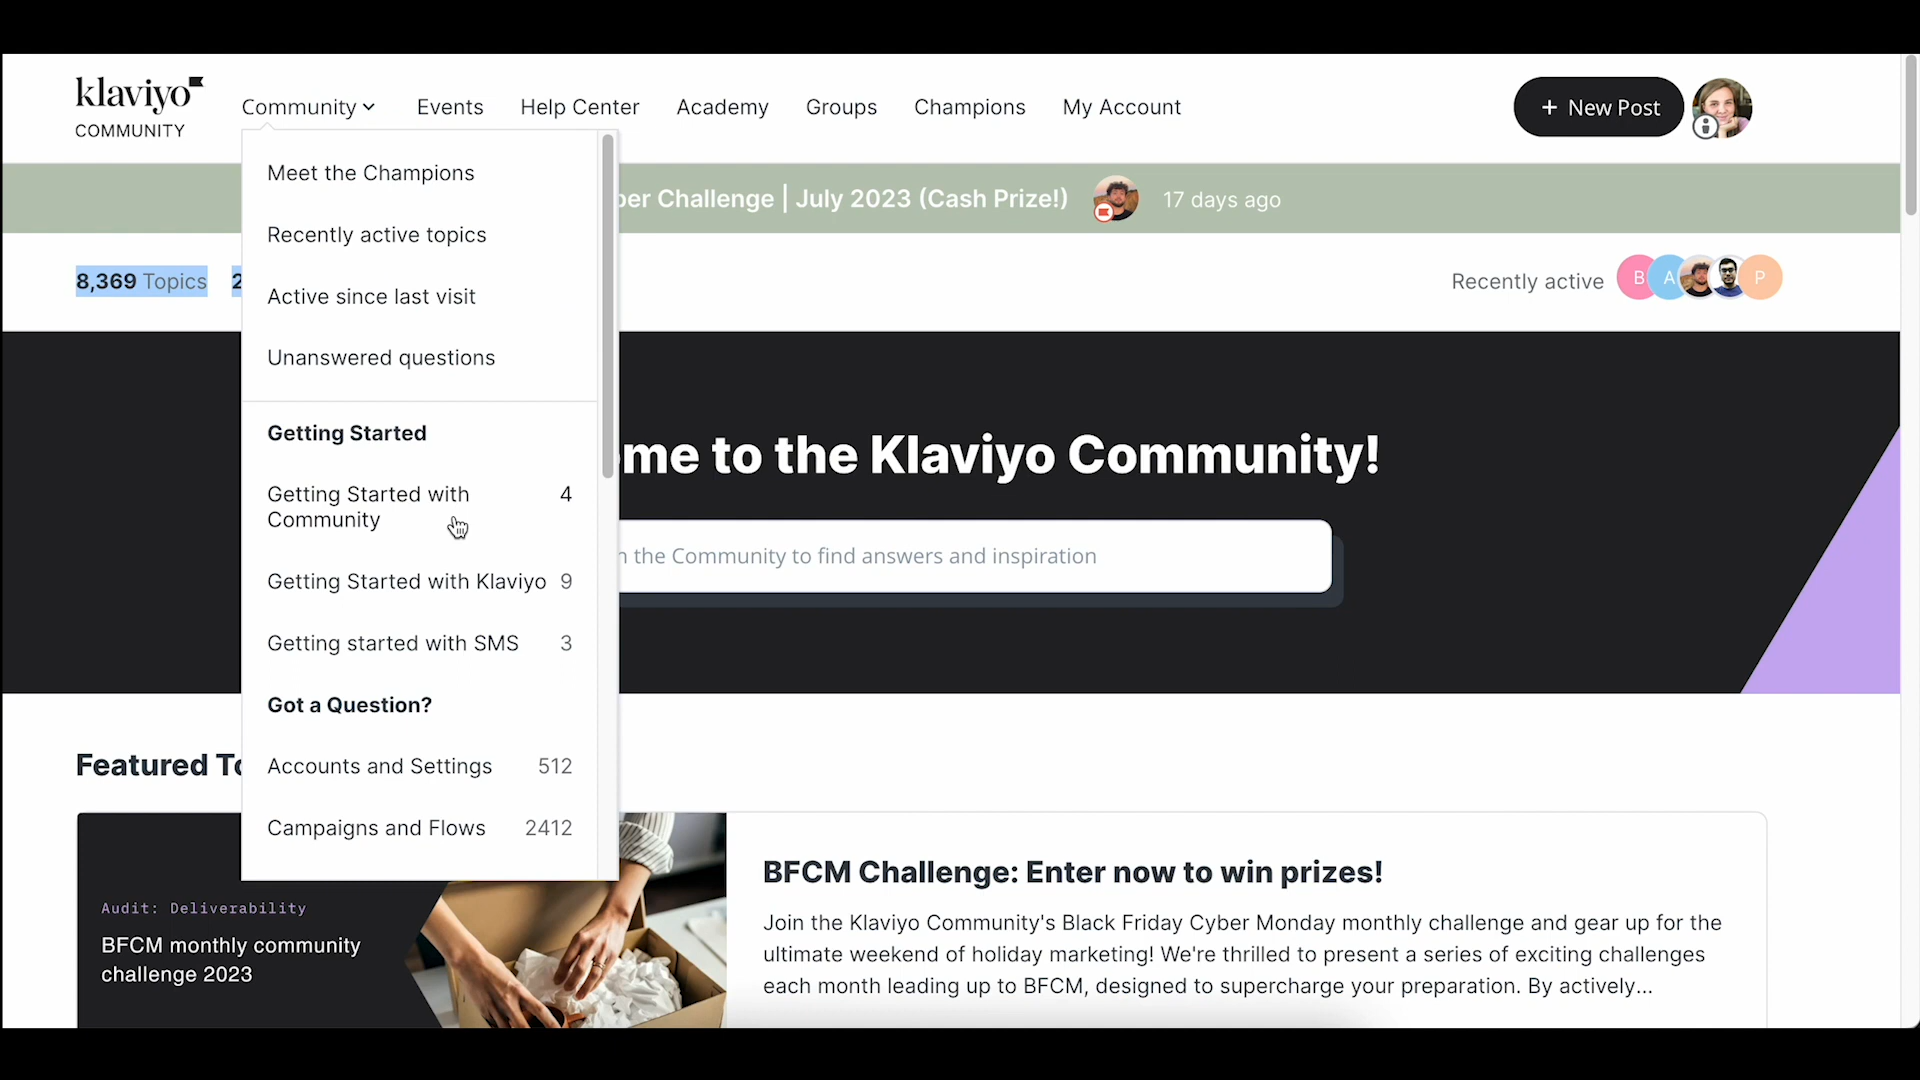 klaviyo
COMMUNITY
Community
Events
Help Center
Academy
Groups
Champions
My Account
+ New Post
Meet the Champions
Recently active topics
Active since last visit
Unanswered questions
Getting Started
Getting Started with
Community
4
Getting Started with Klaviyo 9
Getting started with SMS 3
Got a Question?
Accounts and Settings 512
Campaigns and Flows 2412
Challenge | July 2023 (Cash Prize!)
17 days ago
8,369 Topics
Recently active
B
A
P
me to the Klaviyo Community!
the Community to find answers and inspiration
Featured
Audit: Deliverability
BFCM monthly community
challenge 2023
BFCM Challenge: Enter now to win prizes!
Join the Klaviyo Community's Black Friday Cyber Monday monthly challenge and gear up for the
ultimate weekend of holiday marketing! We're thrilled to present a series of exciting challenges
each month leading up to BFCM, designed to supercharge your preparation. By actively...